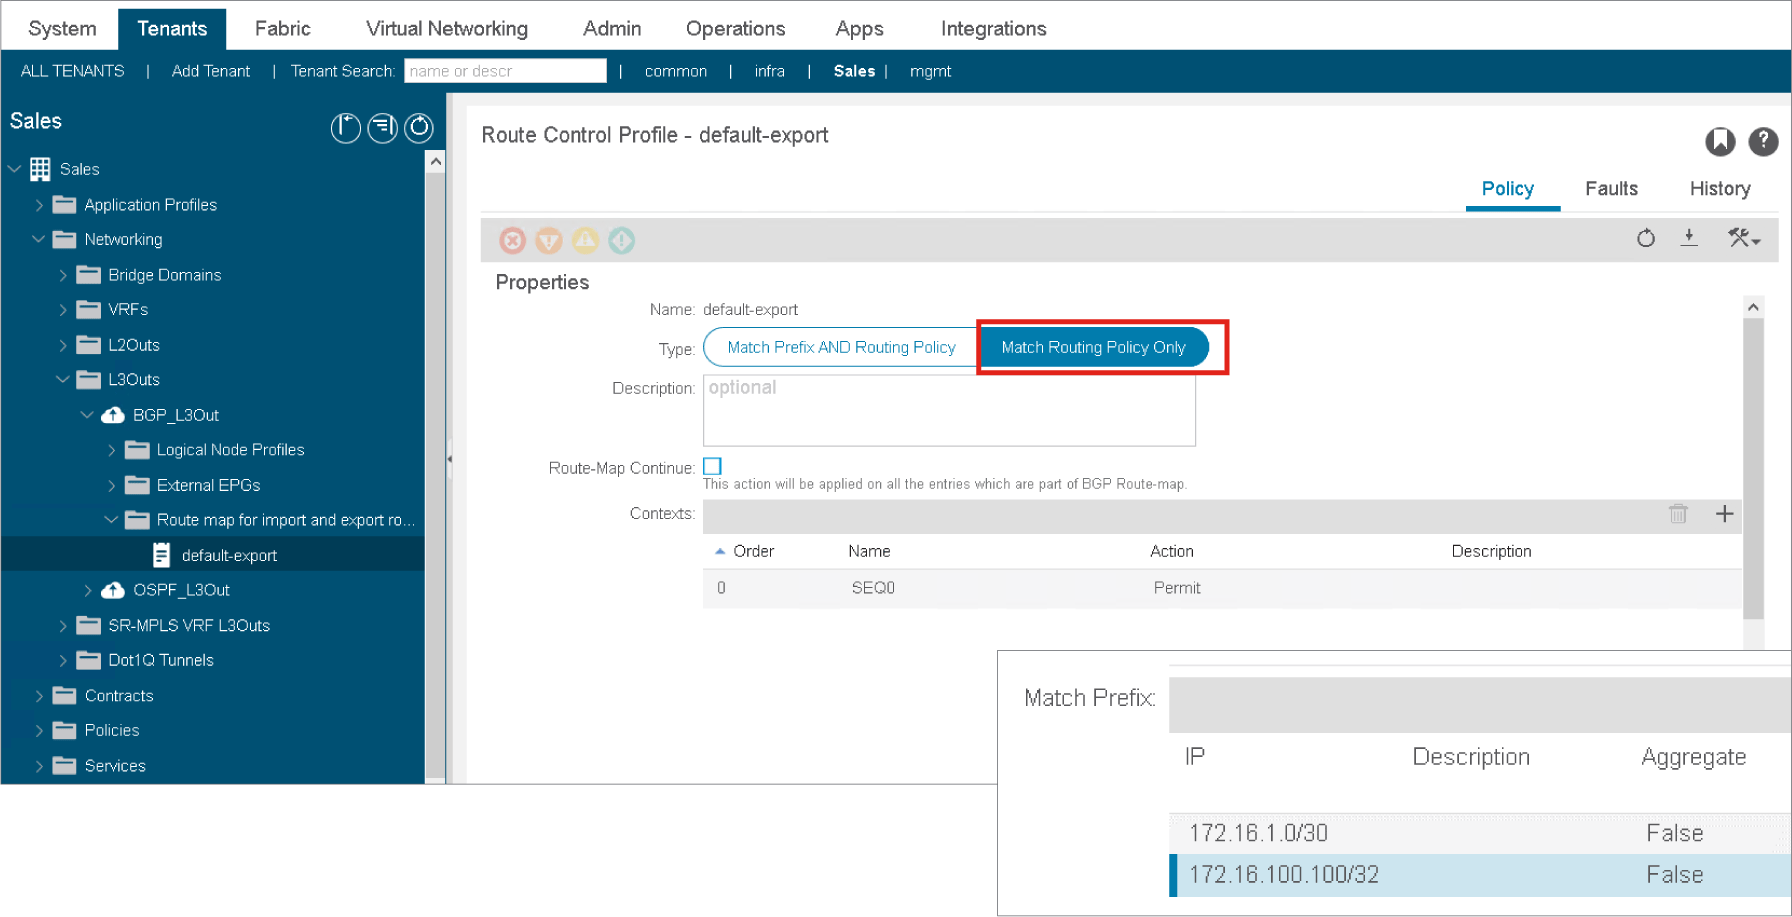 System Tenants Fabric Virtual Networking Admin Operations Apps Integrations
ALL TENANTS | Add Tenant | Tenant Search: name or descr | common | infra | Sales | mgmt
Sales
Sales
Application Profiles
Networking
Bridge Domains
VRFs
L2Outs
L3Outs
BGP_L3Out
Logical Node Profiles
External EPGs
Route map for import and export ro...
default-export
OSPF_L3Out
SR-MPLS VRF L3Outs
Dot1Q Tunnels
Contracts
Policies
Services
Route Control Profile - default-export
Policy Faults History
Properties
Name: default-export
Type: Match Prefix AND Routing Policy Match Routing Policy Only
Description: optional
Route-Map Continue:
This action will be applied on all the entries which are part of BGP Route-map.
Contexts:
Order Name Action Description
0 SEQ0 Permit
Match Prefix:
IP Description Aggregate
172.16.1.0/30 False
172.16.100.100/32 False